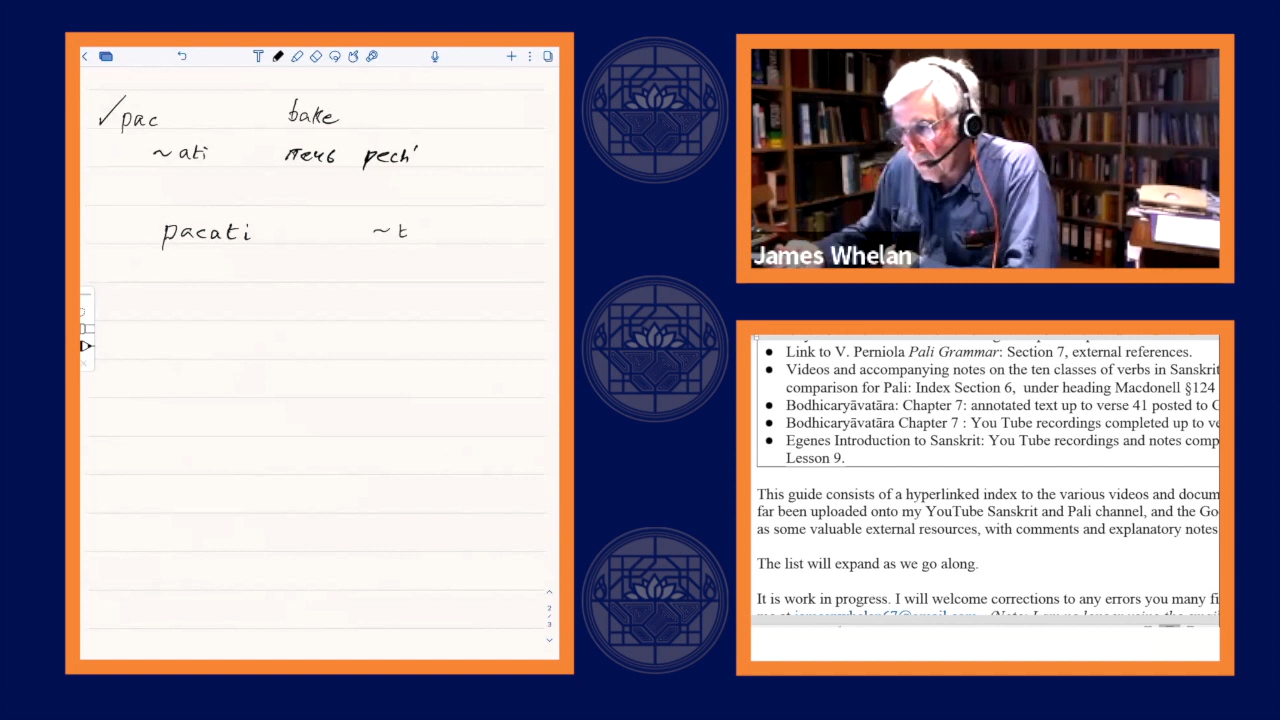 √pac bake
~ati печь pech'
pacati ~t
2
3
James Whelan
● Link to V. Perniola Pali Grammar: Section 7, external references.
● Videos and accompanying notes on the ten classes of verbs in Sanskrit
comparison for Pali: Index Section 6, under heading Macdonell §124
● Bodhicaryāvatāra: Chapter 7: annotated text up to verse 41 posted to
● Bodhicaryāvatāra Chapter 7 : You Tube recordings completed up to
● Egenes Introduction to Sanskrit: You Tube recordings and notes comp
Lesson 9.
This guide consists of a hyperlinked index to the various videos and docum
far been uploaded onto my YouTube Sanskrit and Pali channel, and the Go
as some valuable external resources, with comments and explanatory notes
The list will expand as we go along.
It is work in progress. I will welcome corrections to any errors you many fi